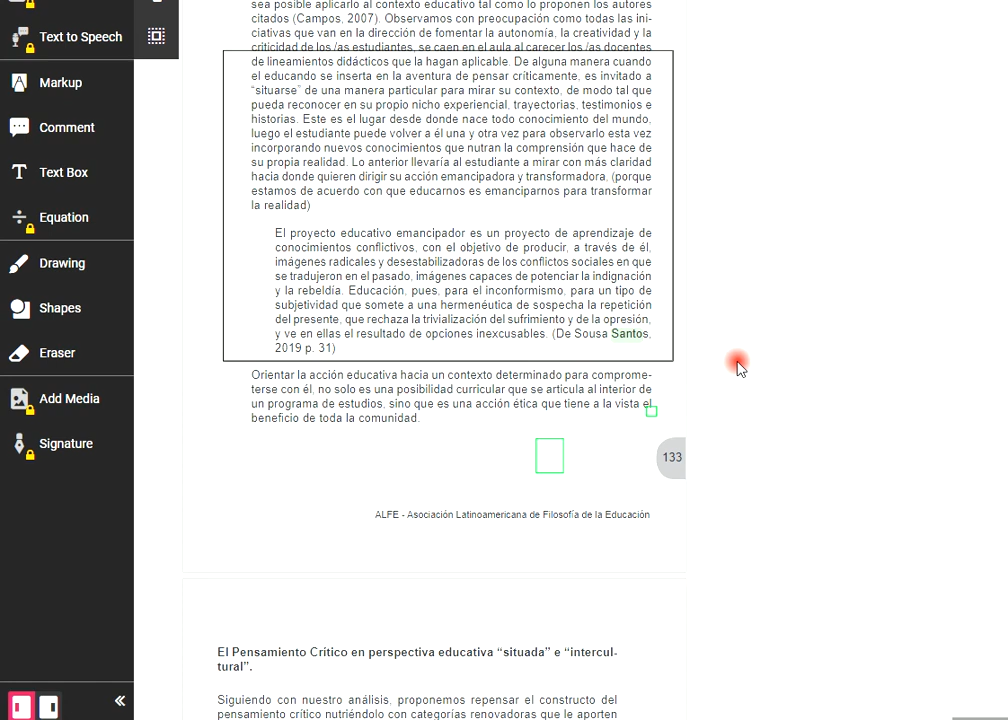 Text to Speech
Markup
Comment
Text Box
Equation
Drawing
Shapes
Eraser
Add Media
Signature
sea posible aplicarlo al contexto educativo tal como lo proponen los autores
citados (Campos, 2007). Observamos con preocupación como todas las ini-
ciativas que van en la dirección de fomentar la autonomía, la creatividad y la
criticidad de los /as estudiantes, se caen en el aula al carecer los /as docentes
de lineamientos didácticos que la hagan aplicable. De alguna manera cuando
el educando se inserta en la aventura de pensar críticamente, es invitado a
“situarse” de una manera particular para mirar su contexto, de modo tal que
pueda reconocer en su propio nicho experiencial, trayectorias, testimonios e
historias. Este es el lugar desde donde nace todo conocimiento del mundo,
luego el estudiante puede volver a él una y otra vez para observarlo esta vez
incorporando nuevos conocimientos que nutran la comprensión que hace de
su propia realidad. Lo anterior llevaría al estudiante a mirar con más claridad
hacia donde quieren dirigir su acción emancipadora y transformadora, (porque
estamos de acuerdo con que educarnos es emanciparnos para transformar
la realidad)
El proyecto educativo emancipador es un proyecto de aprendizaje de
conocimientos conflictivos, con el objetivo de producir, a través de él,
imágenes radicales y desestabilizadoras de los conflictos sociales en que
se tradujeron en el pasado, imágenes capaces de potenciar la indignación
y la rebeldía. Educación, pues, para el inconformismo, para un tipo de
subjetividad que somete a una hermenéutica de sospecha la repetición
del presente, que rechaza la trivialización del sufrimiento y de la opresión,
y ve en ellas el resultado de opciones inexcusables. (De Sousa Santos,
2019 p. 31)
Orientar la acción educativa hacia un contexto determinado para comprome-
terse con él, no solo es una posibilidad curricular que se articula al interior de
un programa de estudios, sino que es una acción ética que tiene a la vista el
beneficio de toda la comunidad.
133
ALFE - Asociación Latinoamericana de Filosofía de la Educación
El Pensamiento Crítico en perspectiva educativa “situada” e “intercul-
tural”.
Siguiendo con nuestro análisis, proponemos repensar el constructo del
pensamiento crítico nutriéndolo con categorías renovadoras que le aporten